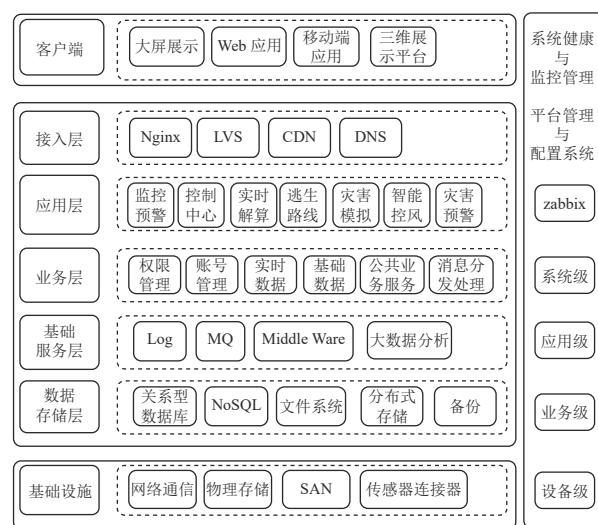 客户端
大屏展示
Web 应用
移动端
应用
三维展
示平台
接入层
Nginx
LVS
CDN
DNS
应用层
监控
预警
控制
中心
实时
解算
逃生
路线
灾害
模拟
智能
控风
灾害
预警
业务层
权限
管理
账号
管理
实时
数据
基础
数据
公共业
务服务
消息分
发处理
基础
服务层
Log
MQ
Middle Ware
大数据分析
数据
存储层
关系型
数据库
NoSQL
文件系统
分布式
存储
备份
基础设施
网络通信
物理存储
SAN
传感器连接器
系统健康
与
监控管理
平台管理
与
配置系统
zabbix
系统级
应用级
业务级
设备级